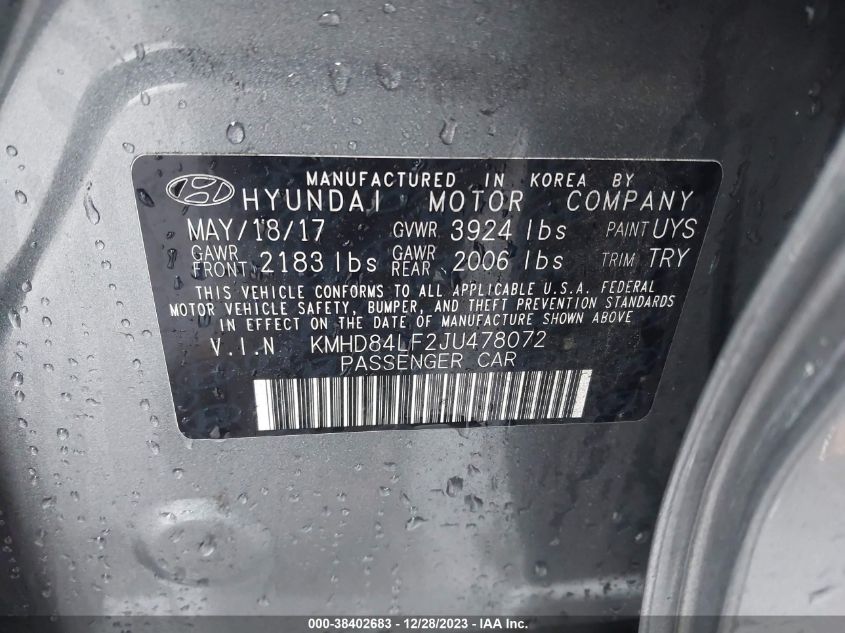 MANUFACTURED IN KOREA BY
HYUNDAI MOTOR COMPANY
MAY/18/17 GVWR 3924 lbs PAINT UYS
GAWR FRONT 2183 lbs GAWR REAR 2006 lbs TRIM TRY
THIS VEHICLE CONFORMS TO ALL APPLICABLE U.S.A. FEDERAL
MOTOR VEHICLE SAFETY, BUMPER, AND THEFT PREVENTION STANDARDS
IN EFFECT ON THE DATE OF MANUFACTURE SHOWN ABOVE
V.I.N KMHD84LF2JU478072
PASSENGER CAR
000-38402683 - 12/28/2023 - Copyright © 2023 IAA, Inc.